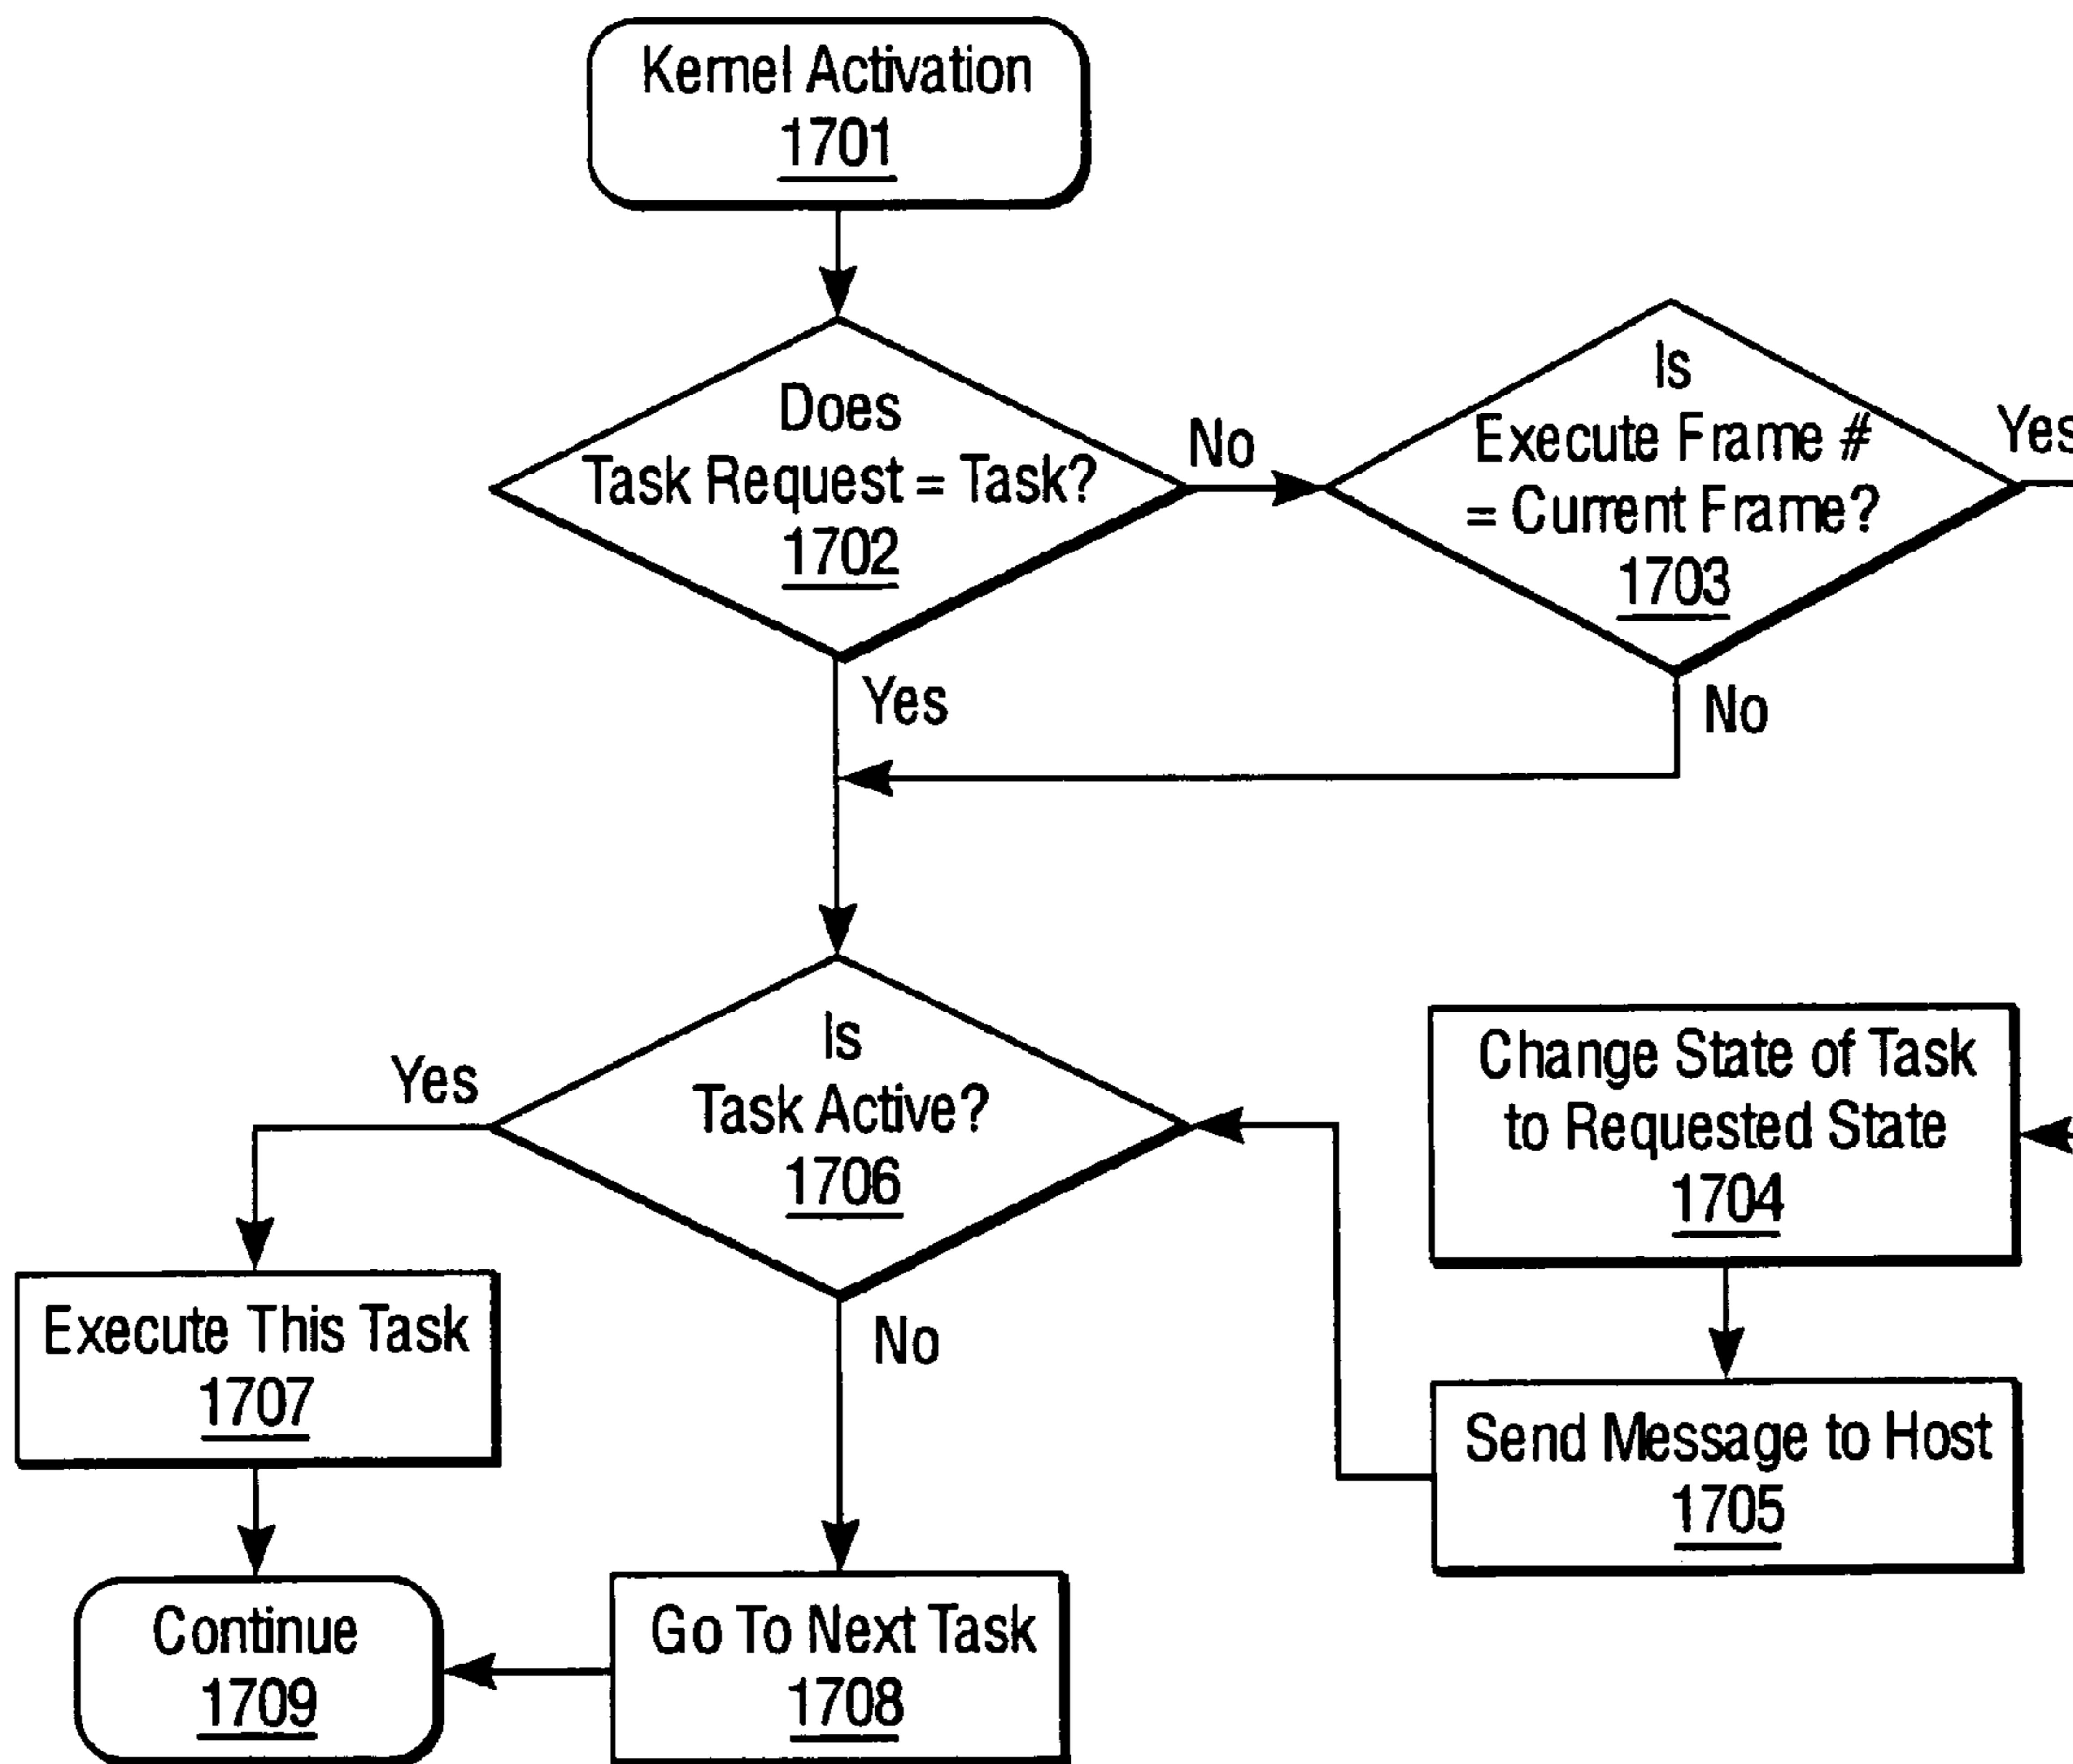 Kernel Activation
1701
Does
Task Request = Task?
1702
No
Is
Execute Frame #
= Current Frame?
1703
Yes
Yes
No
Is
Task Active?
1706
Yes
No
Change State of Task
to Requested State
1704
Send Message to Host
1705
Execute This Task
1707
Go To Next Task
1708
Continue
1709